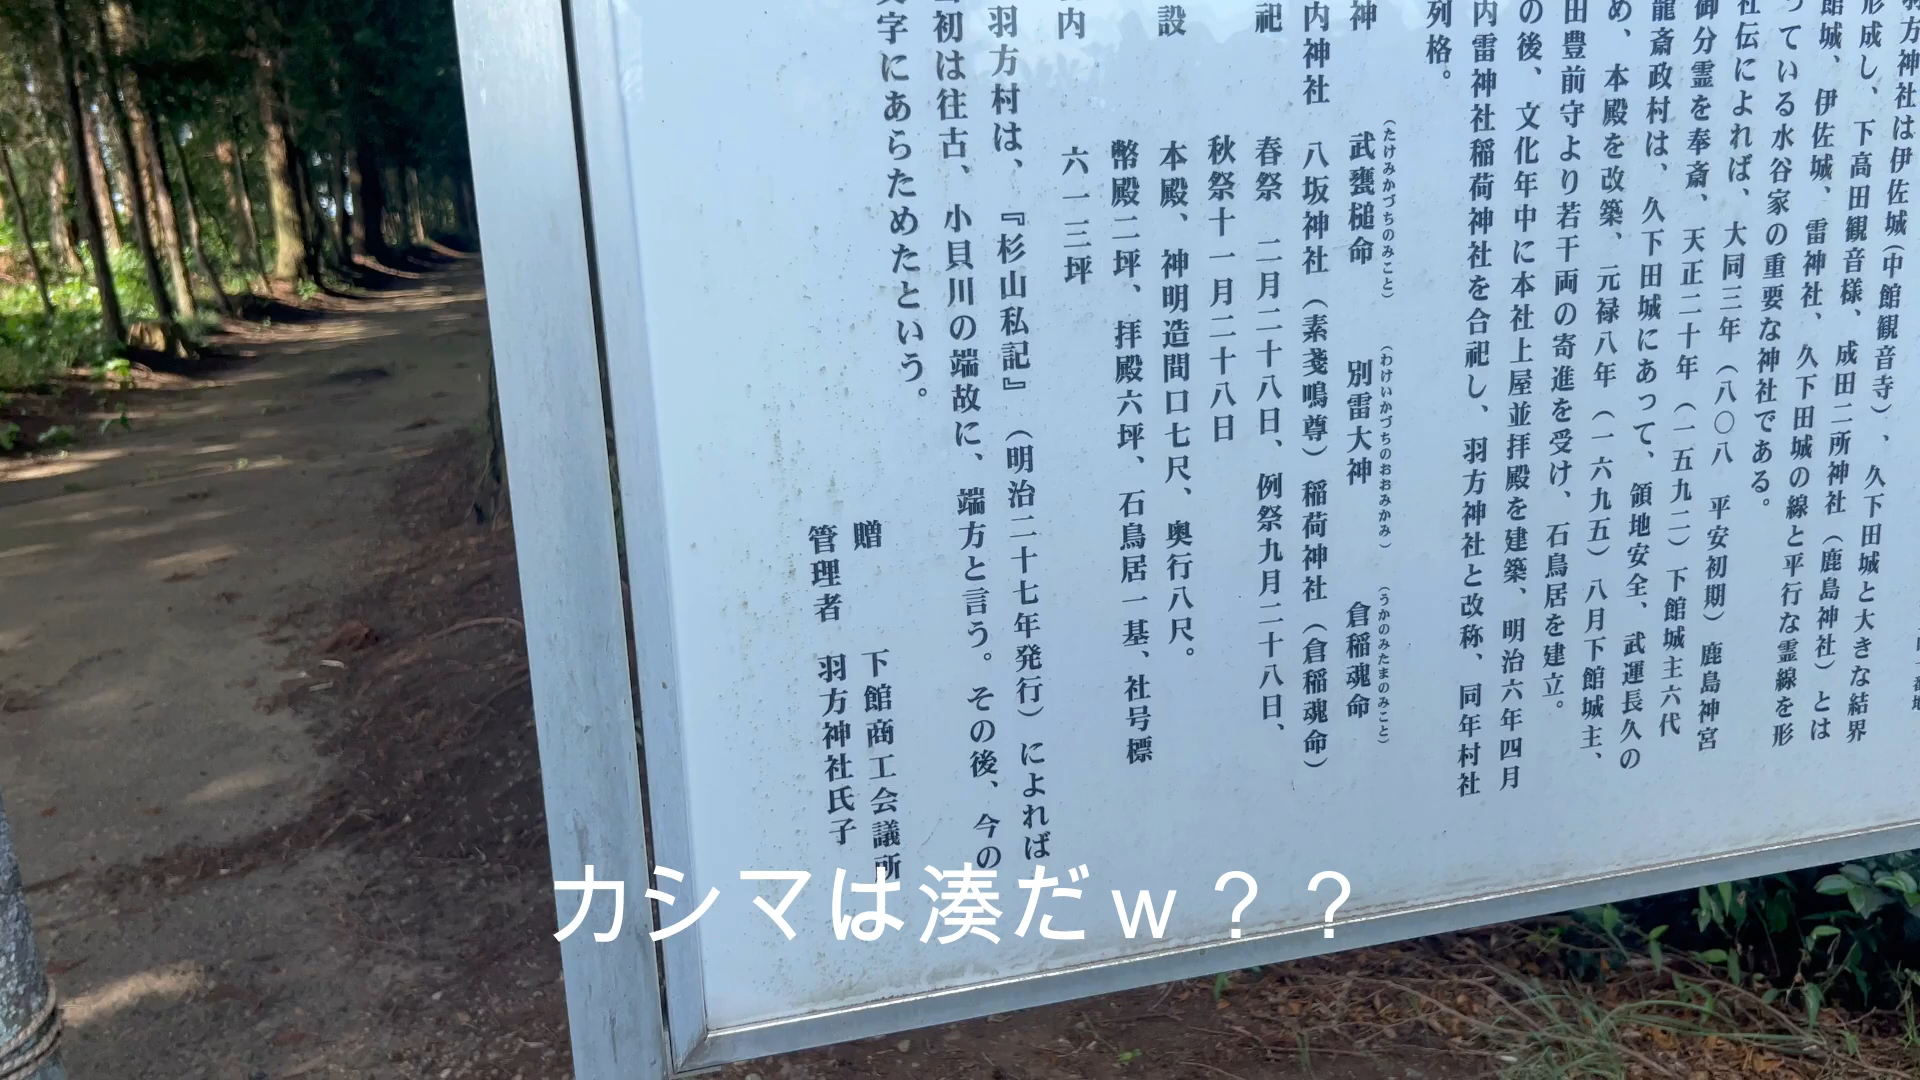 羽方神社は伊佐城(中館観音寺)、久下田城と大きな結界
形成し、下高田観音様、成田二所神社(鹿島神社)とは
館城、伊佐城、雷神社、久下田城の線と平行な霊線を形
っている水谷家の重要な神社である。
社伝によれば、大同三年(八〇八 平安初期)鹿島神宮
御分霊を奉斎、天正二十年(一五九二)下館城主六代
龍斎政村は、久下田城にあって、領地安全、武運長久の
め、本殿を改築、元禄八年(一六九五)八月下館城主、
田豊前守より若干両の寄進を受け、石鳥居を建立。
の後、文化年中に本社上屋並拝殿を建築、明治六年四月
内雷神社稲荷神社を合祀し、羽方神社と改称、同年村社
列格。
神 武甕槌命(たけみかづちのみこと) 別雷大神(わけいかづちのおおみかみ) 倉稲魂命(うかのみたまのみこと)
内神社 八坂神社(素戔嗚尊)稲荷神社(倉稲魂命)
祀 春祭 二月二十八日、例祭九月二十八日、
秋祭十一月二十八日
設 本殿、神明造間口七尺、奥行八尺。
幣殿二坪、拝殿六坪、石鳥居一基、社号標
内 六一三坪
羽方村は、『杉山私記』(明治二十七年発行)によれば
初は往古、小貝川の端故に、端方と言う。その後、今の
文字にあらためたという。
贈 下館商工会議所
管理者 羽方神社氏子
カシマは湊だｗ？？